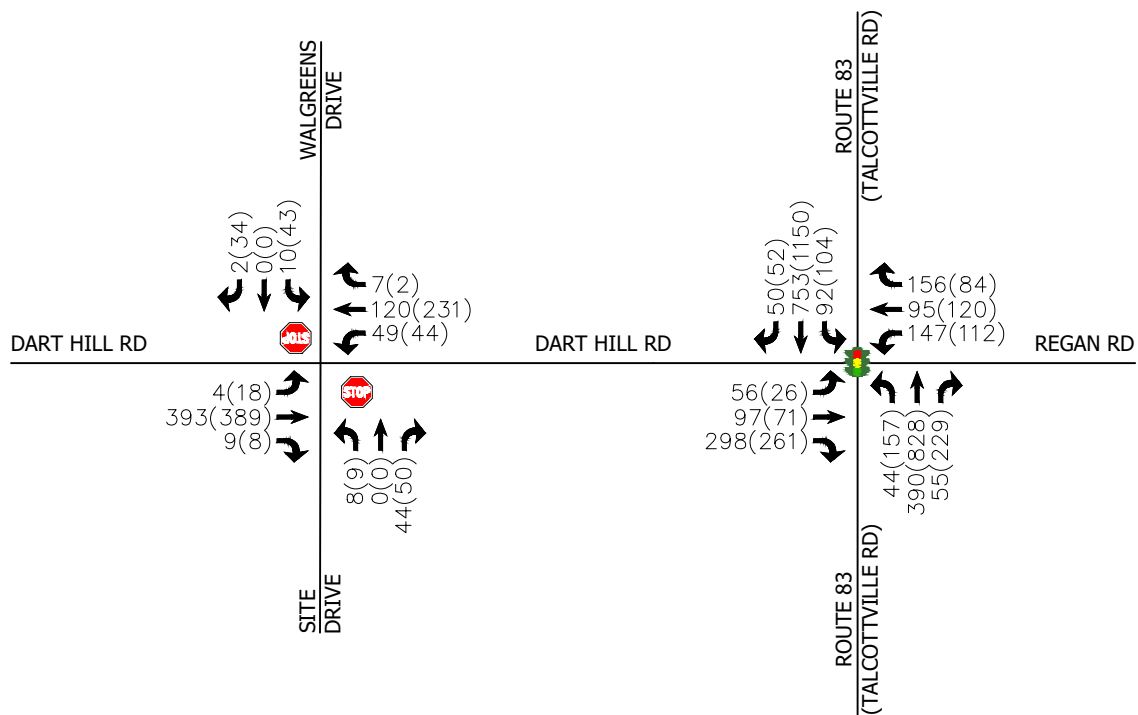 WALGREENS
DRIVE
ROUTE 83
(TALCOTTVILLE RD)
2(34)
0(0)
10(43)
7(2)
120(231)
49(44)
STOP
DART HILL RD
4(18)
393(389)
9(8)
STOP
8(9)
0(0)
44(50)
SITE
DRIVE
50(52)
753(1150)
92(104)
156(84)
95(120)
147(112)
DART HILL RD
REGAN RD
56(26)
97(71)
298(261)
44(157)
390(828)
55(229)
ROUTE 83
(TALCOTTVILLE RD)